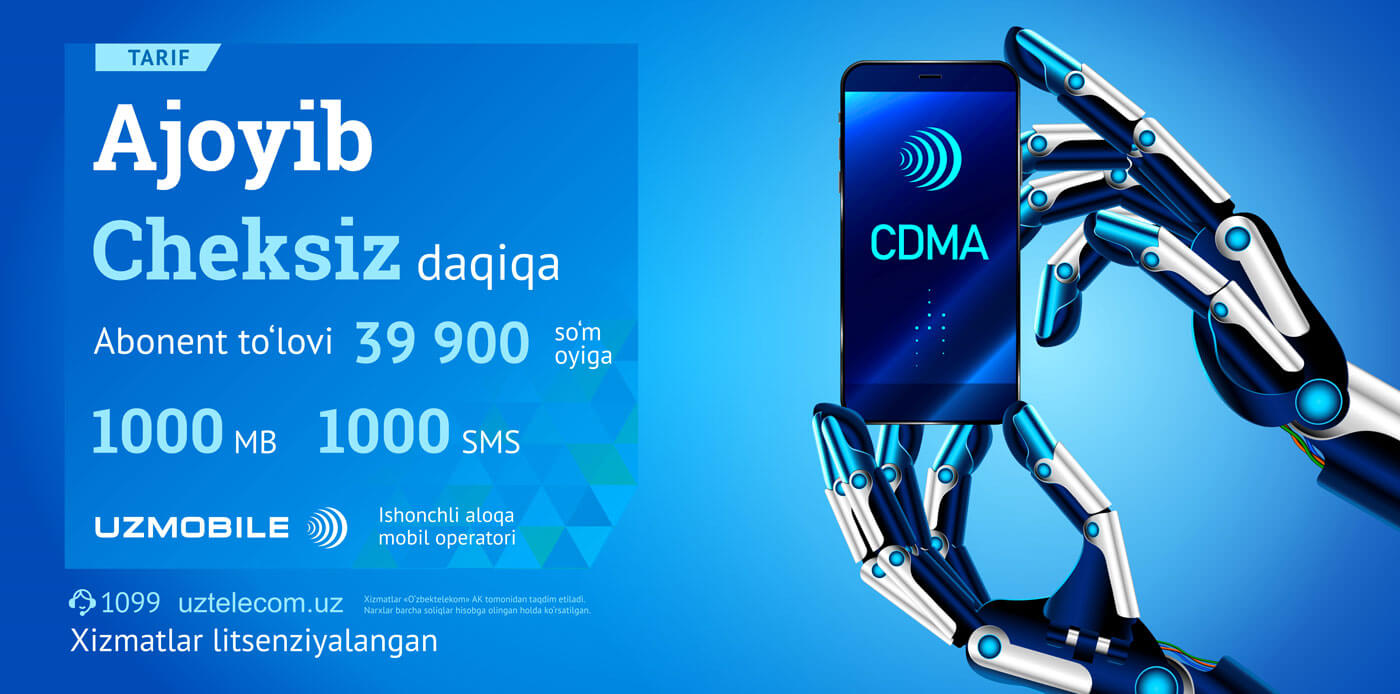 TARIF
Ajoyib
Cheksiz daqiqa
Abonent to‘lovi 39 900 so‘m
oyiga
1000 MB 1000 SMS
UZMOBILE
Ishonchli aloqa
mobil operatori
1099 uztelecom.uz
Xizmatlar «O‘zbektelekom» AK tomonidan taqdim etiladi.
Narxlar barcha soliqlar hisobga olingan holda ko‘rsatilgan.
Xizmatlar litsenziyalangan
CDMA